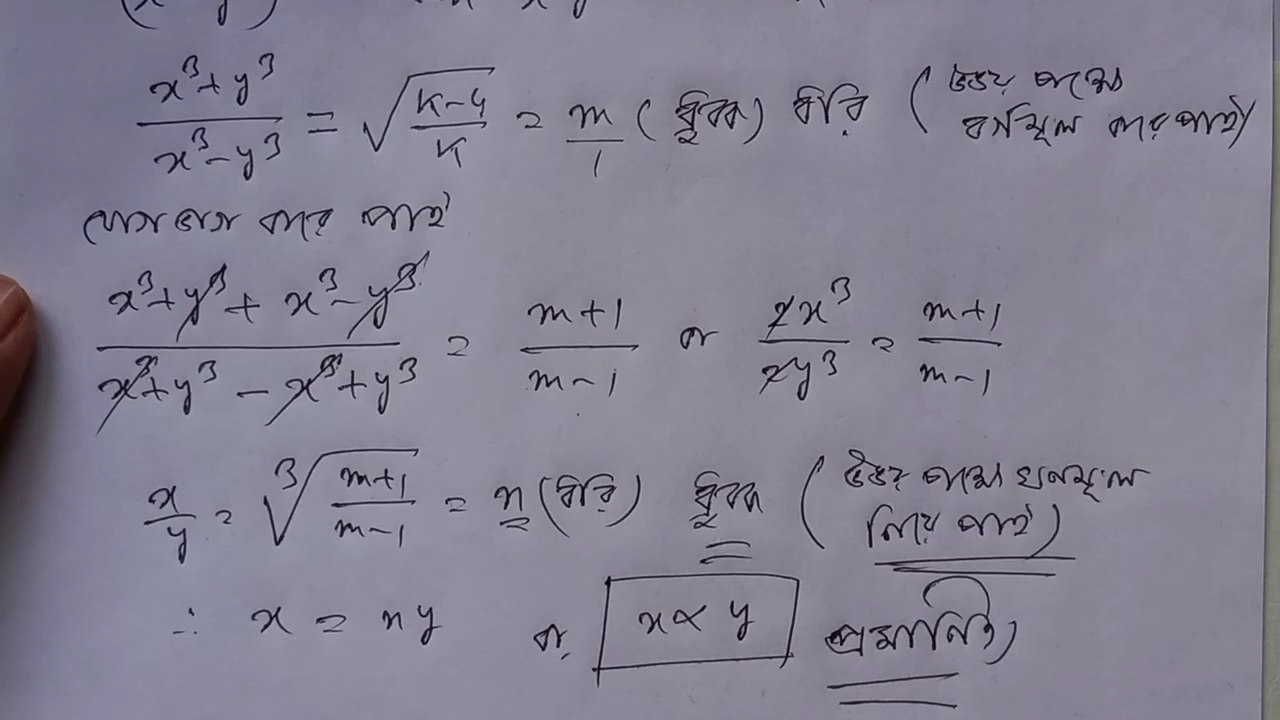 x³+y³/x³-y³ = √(K-4/K) = m/1 (ধ্রুবক) ধরি (উভয় পক্ষে
বর্গমূল করে পাই)
যোগ ভাগ করে পাই
x³+y³+x³-y³/x³+y³-x³+y³ = m+1/m-1 or 2x³/2y³ = m+1/m-1
x/y = ∛(m+1/m-1) = n (ধরি) ধ্রুবক (উভয় পক্ষে ঘনমূল
নিয়ে পাই)
∴ x = ny or, x∝y প্রমাণিত